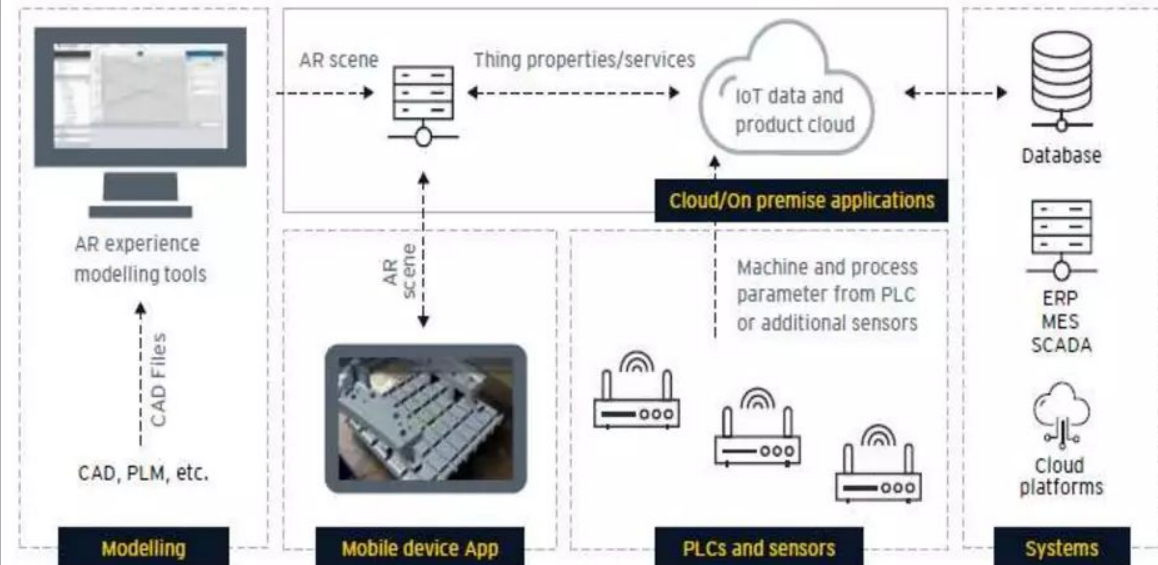 AR experience
modelling tools
CAD Files
CAD, PLM, etc.
Modelling
AR scene
Thing properties/services
IoT data and
product cloud
Cloud/On premise applications
AR
scene
Mobile device App
Machine and process
parameter from PLC
or additional sensors
PLCs and sensors
Database
ERP
MES
SCADA
Cloud
platforms
Systems